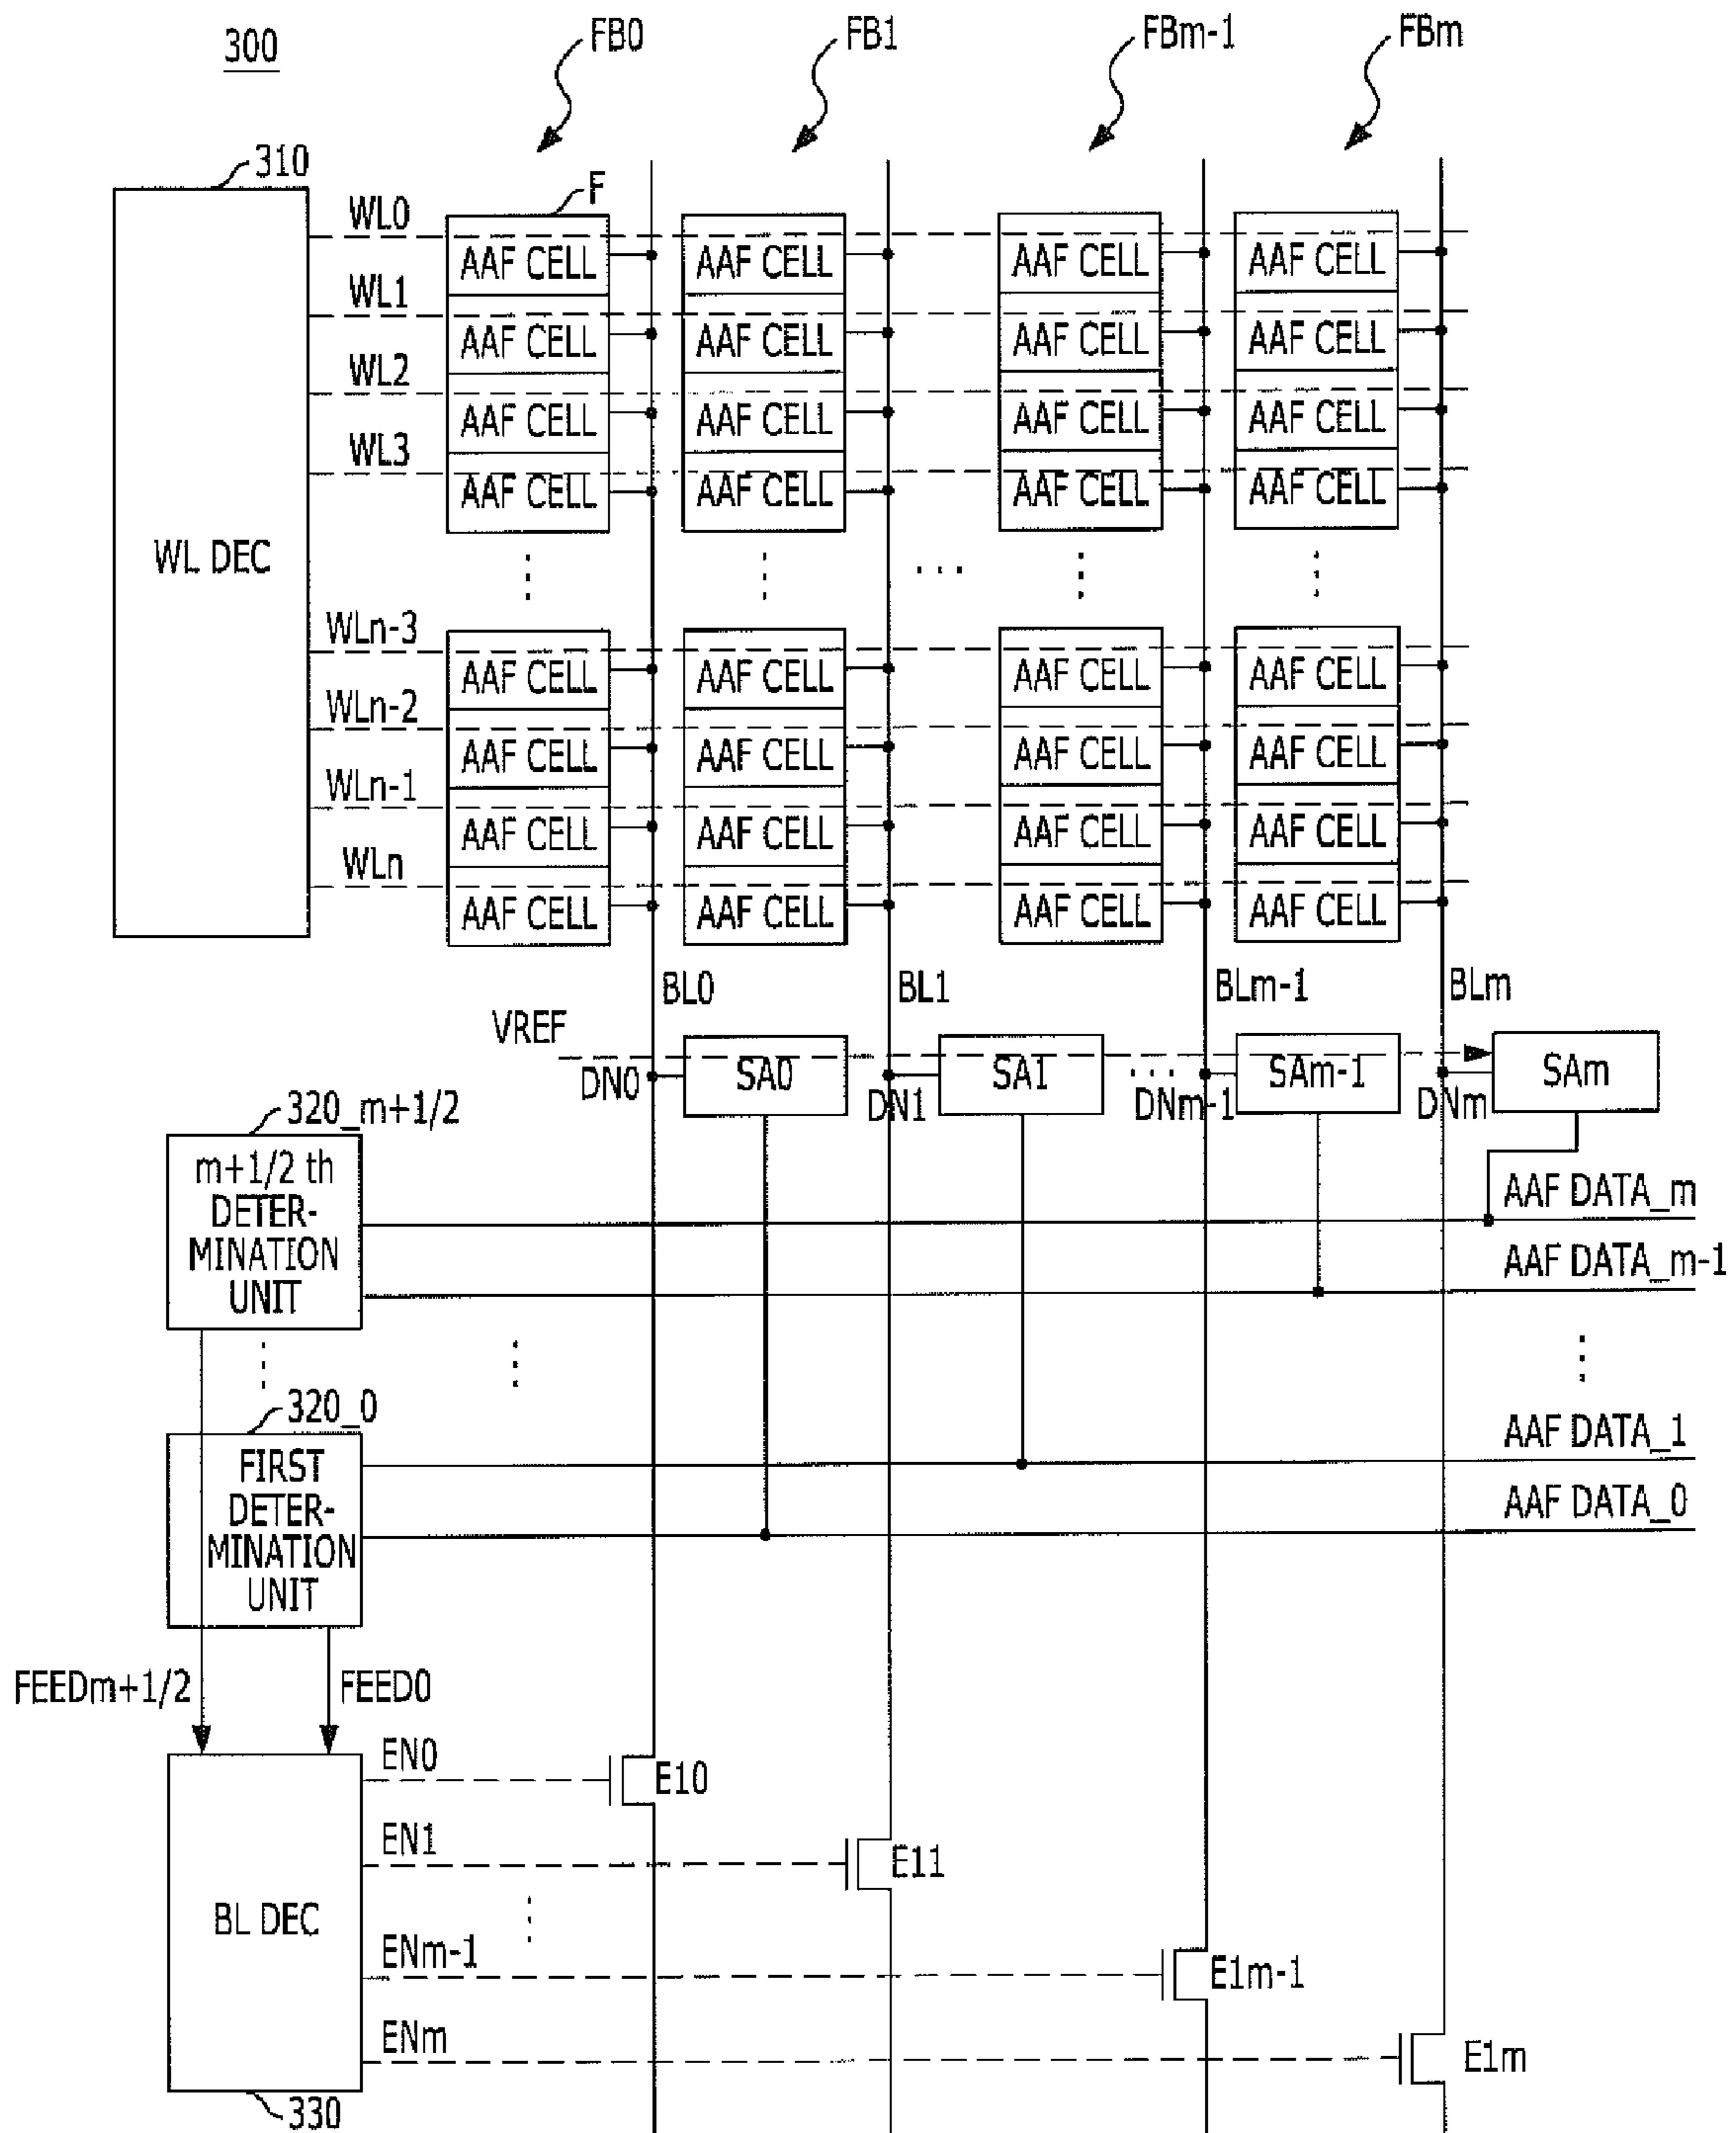 300
FB0
FB1
FBm-1
FBm
310
F
WL DEC
WL0
AAF CELL AAF CELL AAF CELL AAF CELL
WL1
AAF CELL AAF CELL AAF CELL AAF CELL
WL2
AAF CELL AAF CELL AAF CELL AAF CELL
WL3
AAF CELL AAF CELL AAF CELL AAF CELL
WLn-3
AAF CELL AAF CELL AAF CELL AAF CELL
WLn-2
AAF CELL AAF CELL AAF CELL AAF CELL
WLn-1
AAF CELL AAF CELL AAF CELL AAF CELL
WLn
AAF CELL AAF CELL AAF CELL AAF CELL
BL0
BL1
BLm-1
BLm
VREF
SA0
SA1
SAm-1
SAm
DN0
DN1
DNm-1
DNm
320_m+1/2
m+1/2 th
DETER-
MINATION
UNIT
AAF DATA_m
AAF DATA_m-1
320_0
FIRST
DETER-
MINATION
UNIT
AAF DATA_1
AAF DATA_0
FEEDm+1/2
FEED0
BL DEC
EN0
E10
EN1
E11
ENm-1
E1m-1
ENm
E1m
330